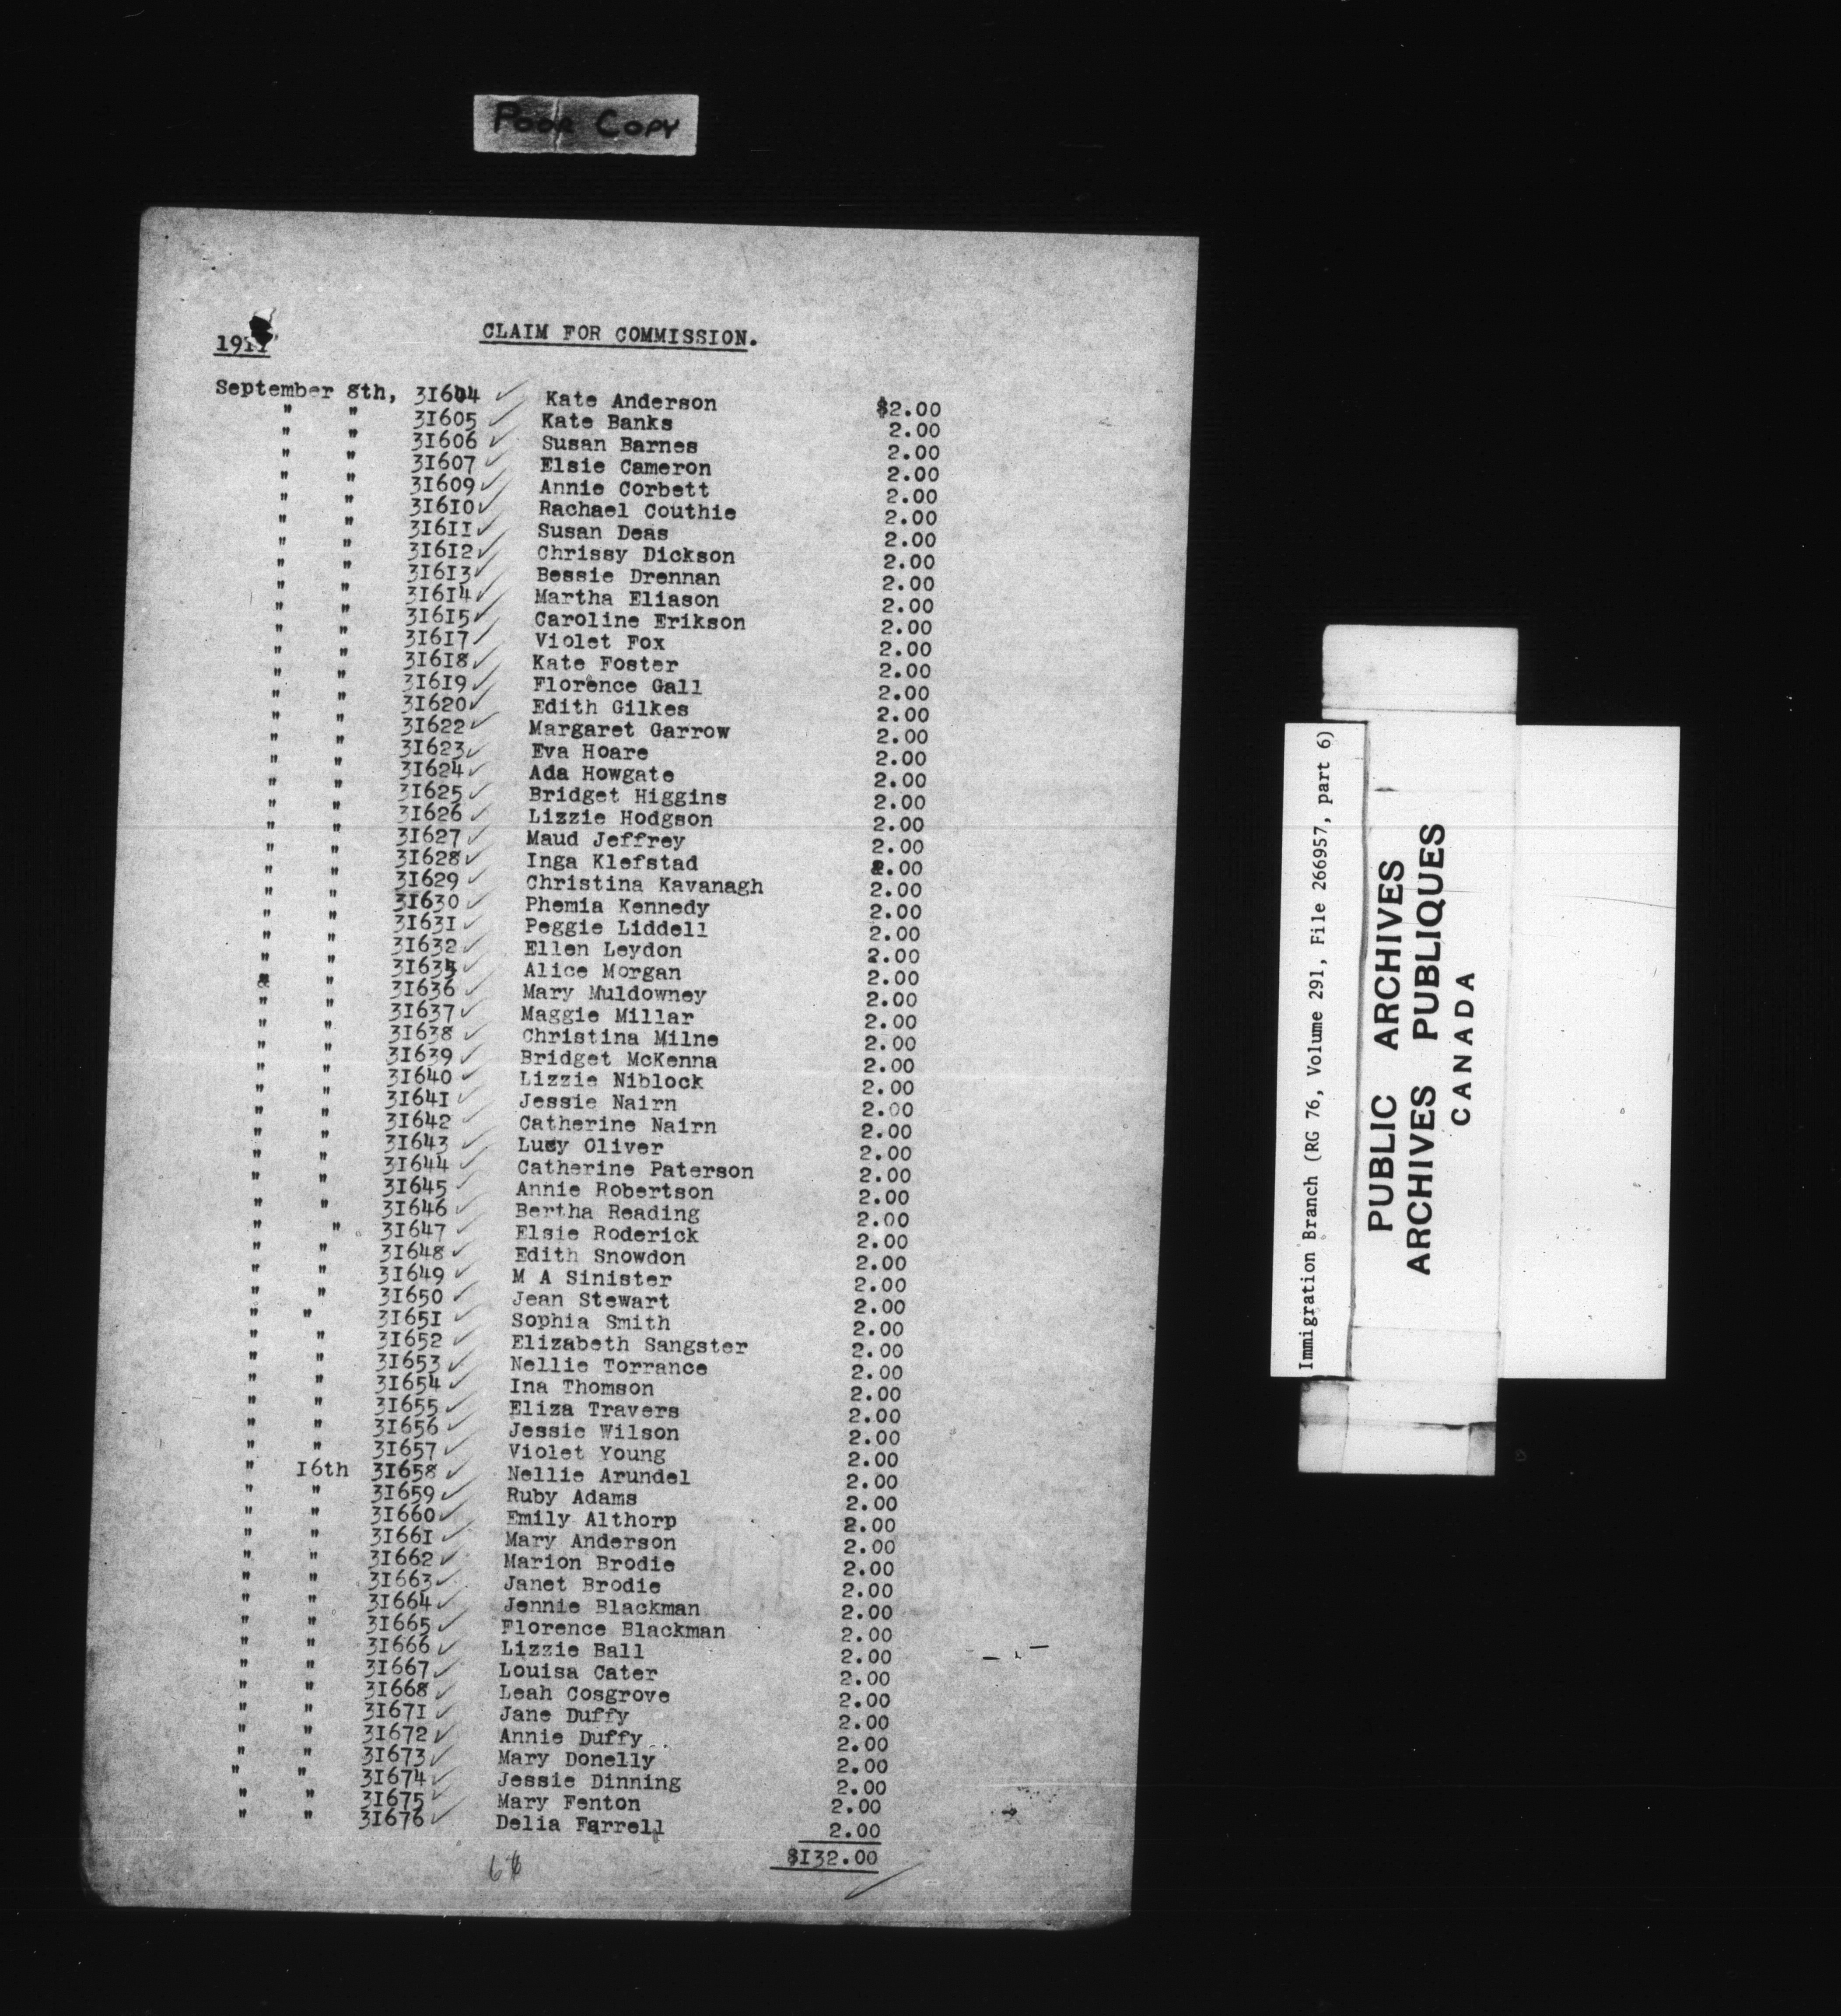 POOR COPY
1911
CLAIM FOR COMMISSION.
September 8th, 31604 ✓ Kate Anderson $2.00
" " 31605 ✓ Kate Banks 2.00
" " 31606 ✓ Susan Barnes 2.00
" " 31607 ✓ Elsie Cameron 2.00
" " 31609 ✓ Annie Corbett 2.00
" " 31610 ✓ Rachael Couthie 2.00
" " 31611 ✓ Susan Deas 2.00
" " 31612 ✓ Chrissy Dickson 2.00
" " 31613 ✓ Bessie Drennan 2.00
" " 31614 ✓ Martha Eliason 2.00
" " 31615 ✓ Caroline Erikson 2.00
" " 31617 ✓ Violet Fox 2.00
" " 31618 ✓ Kate Foster 2.00
" " 31619 ✓ Florence Gall 2.00
" " 31620 ✓ Edith Gilkes 2.00
" " 31622 ✓ Margaret Garrow 2.00
" " 31623 ✓ Eva Hoare 2.00
" " 31624 ✓ Ada Howgate 2.00
" " 31625 ✓ Bridget Higgins 2.00
" " 31626 ✓ Lizzie Hodgson 2.00
" " 31627 ✓ Maud Jeffrey 2.00
" " 31628 ✓ Inga Klefstad 2.00
" " 31629 ✓ Christina Kavanagh 2.00
" " 31630 ✓ Phemia Kennedy 2.00
" " 31631 ✓ Peggie Liddell 2.00
" " 31632 ✓ Ellen Leydon 2.00
" " 31635 ✓ Alice Morgan 2.00
" " 31636 ✓ Mary Muldowney 2.00
" " 31637 ✓ Maggie Millar 2.00
" " 31638 ✓ Christina Milne 2.00
" " 31639 ✓ Bridget McKenna 2.00
" " 31640 ✓ Lizzie Niblock 2.00
" " 31641 ✓ Jessie Nairn 2.00
" " 31642 ✓ Catherine Nairn 2.00
" " 31643 ✓ Lucy Oliver 2.00
" " 31644 ✓ Catherine Paterson 2.00
" " 31645 ✓ Annie Robertson 2.00
" " 31646 ✓ Bertha Reading 2.00
" " 31647 ✓ Elsie Roderick 2.00
" " 31648 ✓ Edith Snowdon 2.00
" " 31649 ✓ M A Sinister 2.00
" " 31650 ✓ Jean Stewart 2.00
" " 31651 ✓ Sophia Smith 2.00
" " 31652 ✓ Elizabeth Sangster 2.00
" " 31653 ✓ Nellie Torrance 2.00
" " 31654 ✓ Ina Thomson 2.00
" " 31655 ✓ Eliza Travers 2.00
" " 31656 ✓ Jessie Wilson 2.00
" " 31657 ✓ Violet Young 2.00
" 16th 31658 ✓ Nellie Arundel 2.00
" " 31659 ✓ Ruby Adams 2.00
" " 31660 ✓ Emily Althorp 2.00
" " 31661 ✓ Mary Anderson 2.00
" " 31662 ✓ Marion Brodie 2.00
" " 31663 ✓ Janet Brodie 2.00
" " 31664 ✓ Jennie Blackman 2.00
" " 31665 ✓ Florence Blackman 2.00
" " 31666 ✓ Lizzie Ball 2.00
" " 31667 ✓ Louisa Cater 2.00
" " 31668 ✓ Leah Cosgrove 2.00
" " 31671 ✓ Jane Duffy 2.00
" " 31672 ✓ Annie Duffy 2.00
" " 31673 ✓ Mary Donelly 2.00
" " 31674 ✓ Jessie Dinning 2.00
" " 31675 ✓ Mary Fenton 2.00
" " 31676 ✓ Delia Farrell 2.00
66 $132.00
Immigration Branch (RG 76, Volume 291, File 266957, part 6)
PUBLIC ARCHIVES
ARCHIVES PUBLIQUES
CANADA